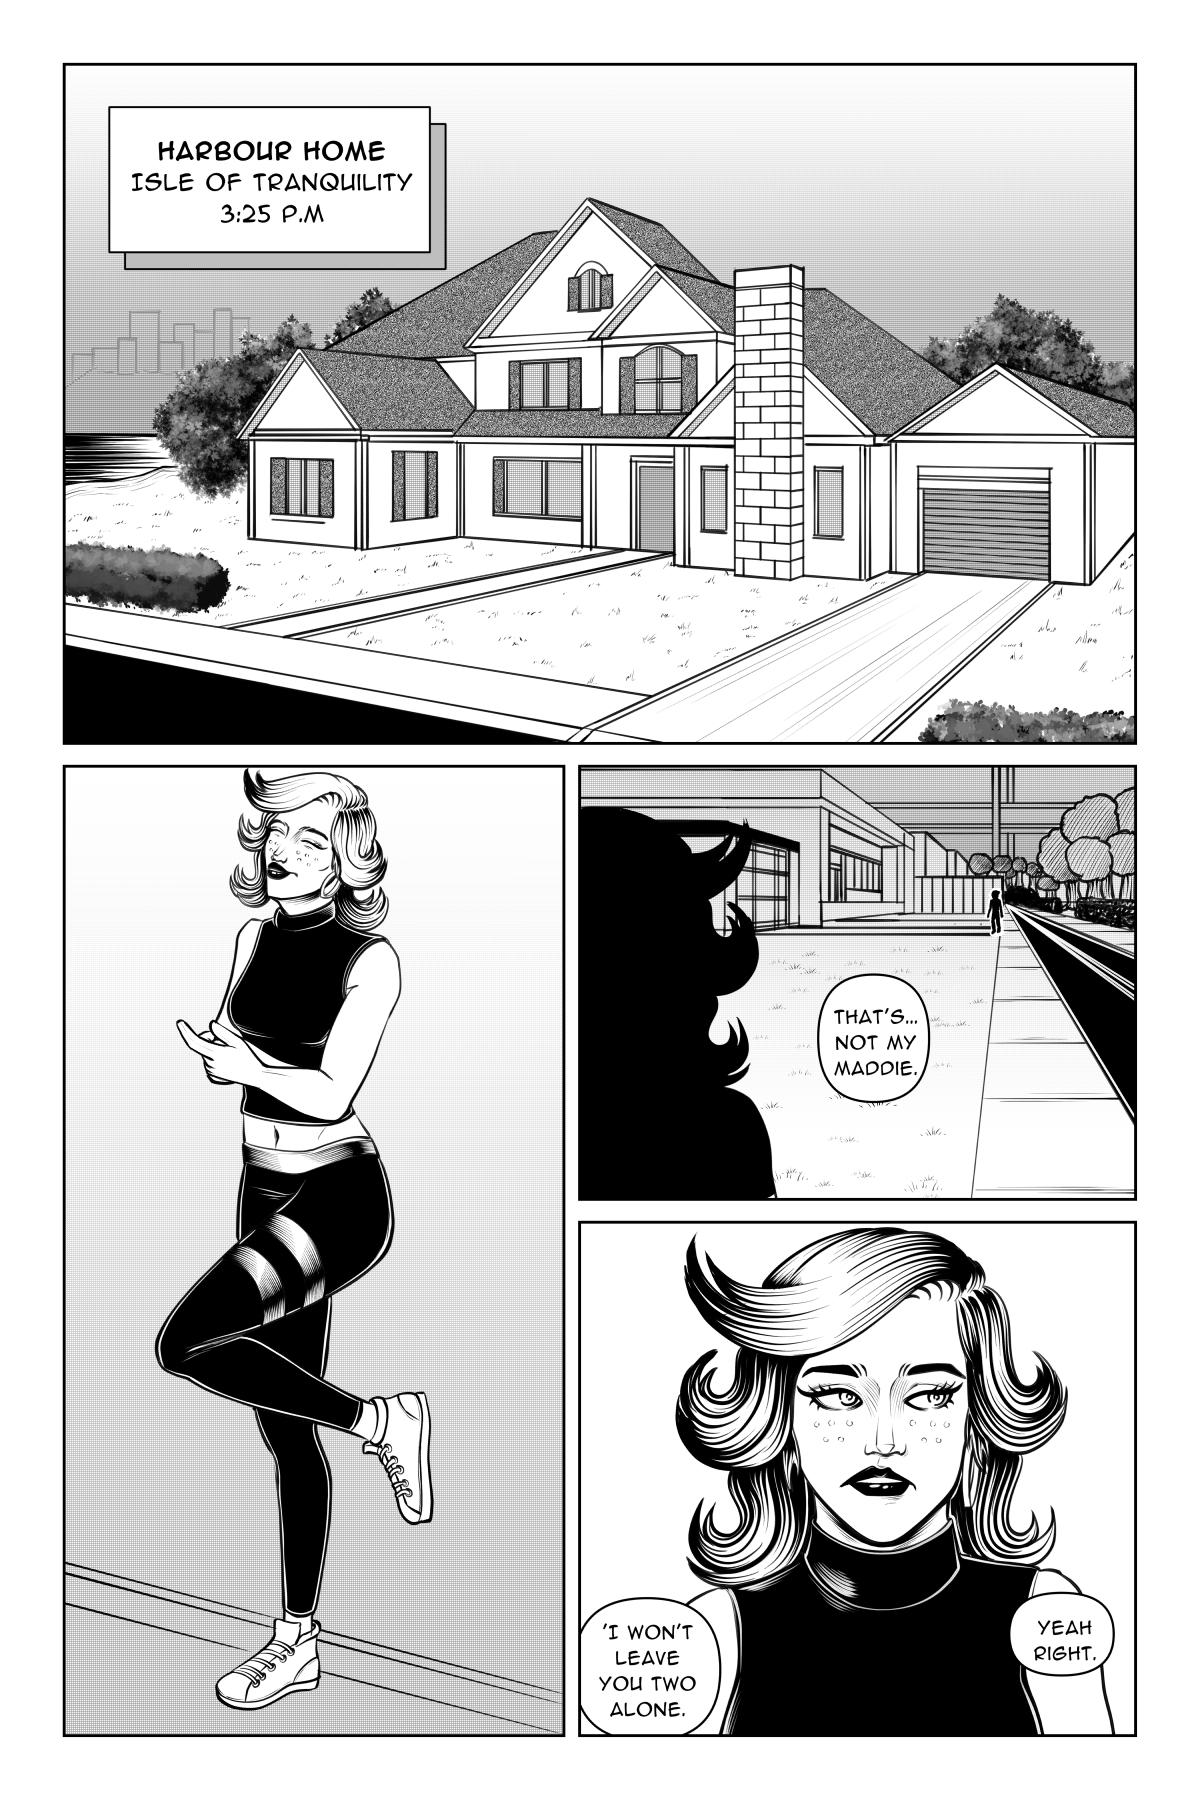 HARBOUR HOME
ISLE OF TRANQUILITY
3:25 P.M
THAT'S...
NOT MY
MADDIE.
'I WON'T
LEAVE
YOU TWO
ALONE.
YEAH
RIGHT.